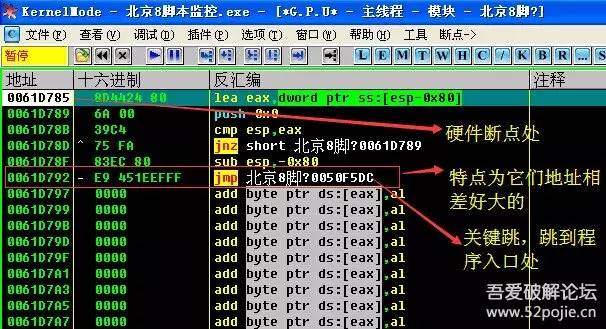 KernelMode - 北京8脚本监控.exe - [*G.P.U* - 主线程 - 模块 - 北京8脚?]
C 文件(F) 查看(V) 调试(D) 插件(P) 选项(T) 窗口(W) 帮助(H) 工具 断点->
暂停 L E M T W H C P K B R ... S
地址 十六进制 反汇编 注释
0061D785 8D4424 80 lea eax,dword ptr ss:[esp-0x80]
0061D789 6A 00 push 0x0
0061D78B 39C4 cmp esp,eax
0061D78D ^ 75 FA jnz short 北京8脚?0061D789
0061D78F 83EC 80 sub esp,-0x80
0061D792 - E9 451EEFFF jmp 北京8脚?0050F5DC
0061D797 0000 add byte ptr ds:[eax],al
0061D799 0000 add byte ptr ds:[eax],al
0061D79B 0000 add byte ptr ds:[eax],al
0061D79D 0000 add byte ptr ds:[eax],al
0061D79F 0000 add byte ptr ds:[eax],al
0061D7A1 0000 add byte ptr ds:[eax],al
0061D7A3 0000 add byte ptr ds:[eax],al
0061D7A5 0000 add byte ptr ds:[eax],al
0061D7A7 0000 add byte ptr ds:[eax],al
硬件断点处
特点为它们地址相
差好大的
关键跳，跳到程
序入口处
吾爱破解论坛
www.52pojie.cn